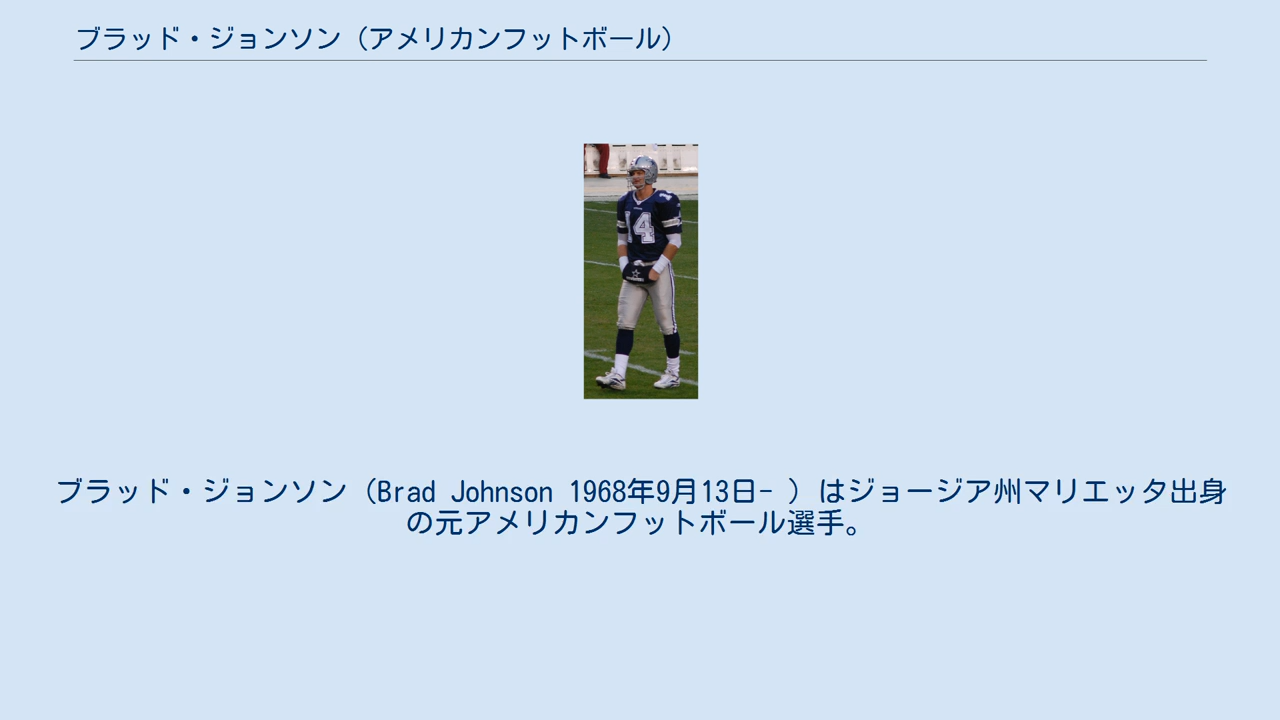 ブラッド・ジョンソン（アメリカンフットボール）
14
ブラッド・ジョンソン（Brad Johnson 1968年9月13日- ）はジョージア州マリエッタ出身
の元アメリカンフットボール選手。